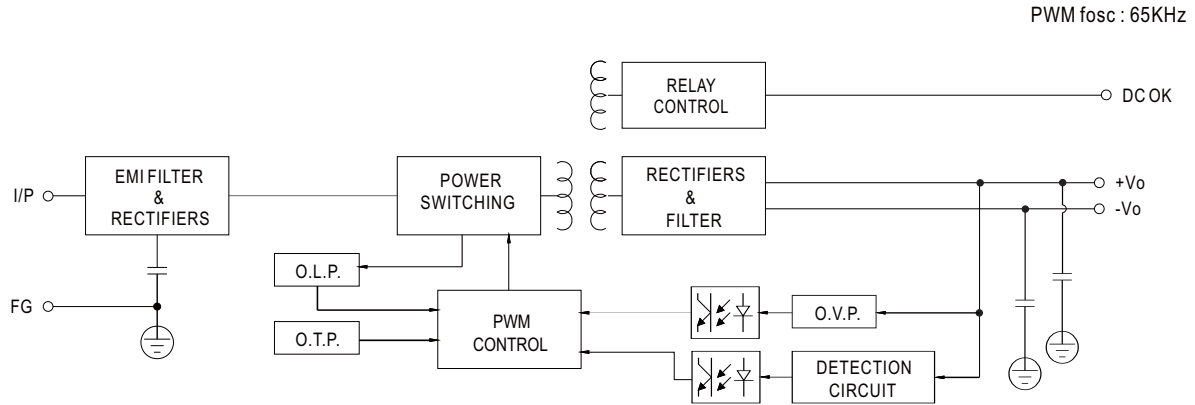 PWM fosc : 65KHz
RELAY
CONTROL
DC OK
I/P
EMI FILTER
&
RECTIFIERS
POWER
SWITCHING
RECTIFIERS
&
FILTER
+Vo
-Vo
FG
O.L.P.
O.T.P.
PWM
CONTROL
O.V.P.
DETECTION
CIRCUIT